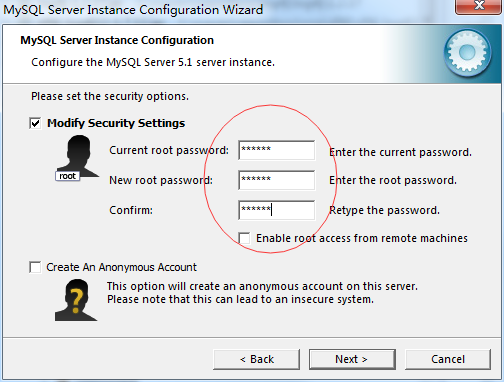 MySQL Server Instance Configuration Wizard
MySQL Server Instance Configuration
Configure the MySQL Server 5.1 server instance.
Please set the security options.
Modify Security Settings
root
Current root password: ****** Enter the current password.
New root password: ****** Enter the root password.
Confirm: ****** Retype the password.
Enable root access from remote machines
Create An Anonymous Account
This option will create an anonymous account on this server.
Please note that this can lead to an insecure system.
< Back Next > Cancel